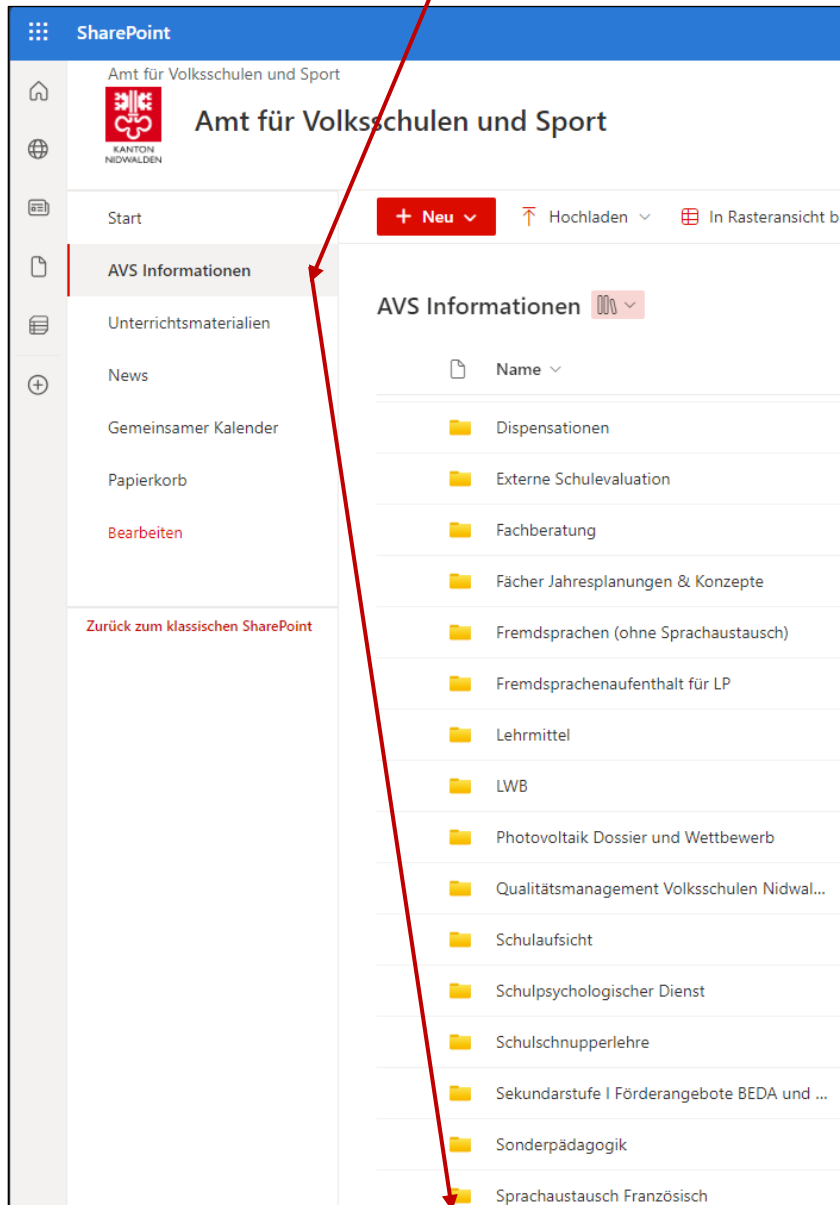 SharePoint
Amt für Volksschulen und Sport
KANTON
NIDWALDEN
Amt für Volksschulen und Sport
Start
AVS Informationen
Unterrichtsmaterialien
News
Gemeinsamer Kalender
Papierkorb
Bearbeiten
Zurück zum klassischen SharePoint
+ Neu
Hochladen
In Rasteransicht b
AVS Informationen
Name
Dispensationen
Externe Schulevaluation
Fachberatung
Fächer Jahresplanungen & Konzepte
Fremdsprachen (ohne Sprachaustausch)
Fremdsprachenaufenthalt für LP
Lehrmittel
LWB
Photovoltaik Dossier und Wettbewerb
Qualitätsmanagement Volksschulen Nidwal...
Schulaufsicht
Schulpsychologischer Dienst
Schulschnupperlehre
Sekundarstufe I Förderangebote BEDA und ...
Sonderpädagogik
Sprachaustausch Französisch